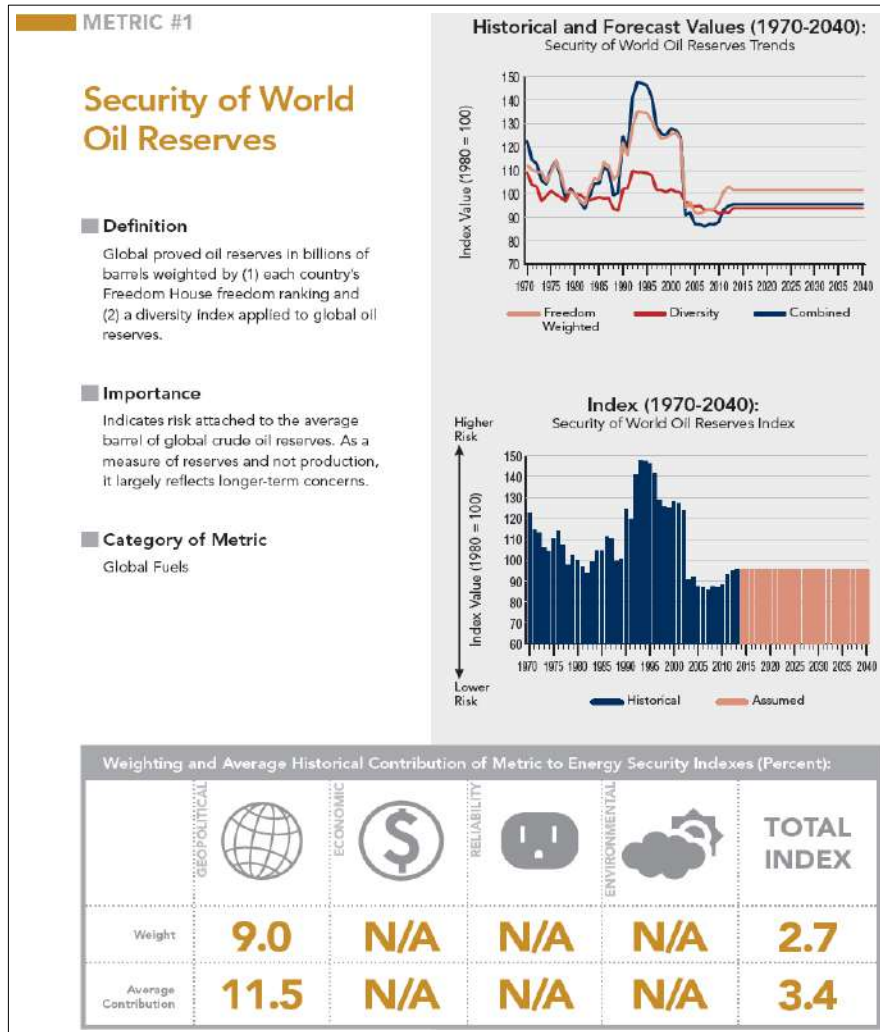 METRIC #1
Security of World
Oil Reserves
Definition
Global proved oil reserves in billions of
barrels weighted by (1) each country's
Freedom House freedom ranking and
(2) a diversity index applied to global oil
reserves.
Importance
Indicates risk attached to the average
barrel of global crude oil reserves. As a
measure of reserves and not production,
it largely reflects longer-term concerns.
Category of Metric
Global Fuels
Historical and Forecast Values (1970-2040):
Security of World Oil Reserves Trends
Index Value (1980 = 100)
150
140
130
120
110
100
90
80
70
1970 1975 1980 1985 1990 1995 2000 2005 2010 2015 2020 2025 2030 2035 2040
Freedom Weighted
Diversity
Combined
Index (1970-2040):
Security of World Oil Reserves Index
Higher
Risk
Index Value (1980 = 100)
150
140
130
120
110
100
90
80
70
60
1970 1975 1980 1985 1990 1995 2000 2005 2010 2015 2020 2025 2030 2035 2040
Lower
Risk
Historical
Assumed
Weighting and Average Historical Contribution of Metric to Energy Security Indexes (Percent):
GEOPOLITICAL
ECONOMIC
$
RELIABILITY
ENVIRONMENTAL
TOTAL
INDEX
Weight 9.0 N/A N/A N/A 2.7
Average
Contribution 11.5 N/A N/A N/A 3.4